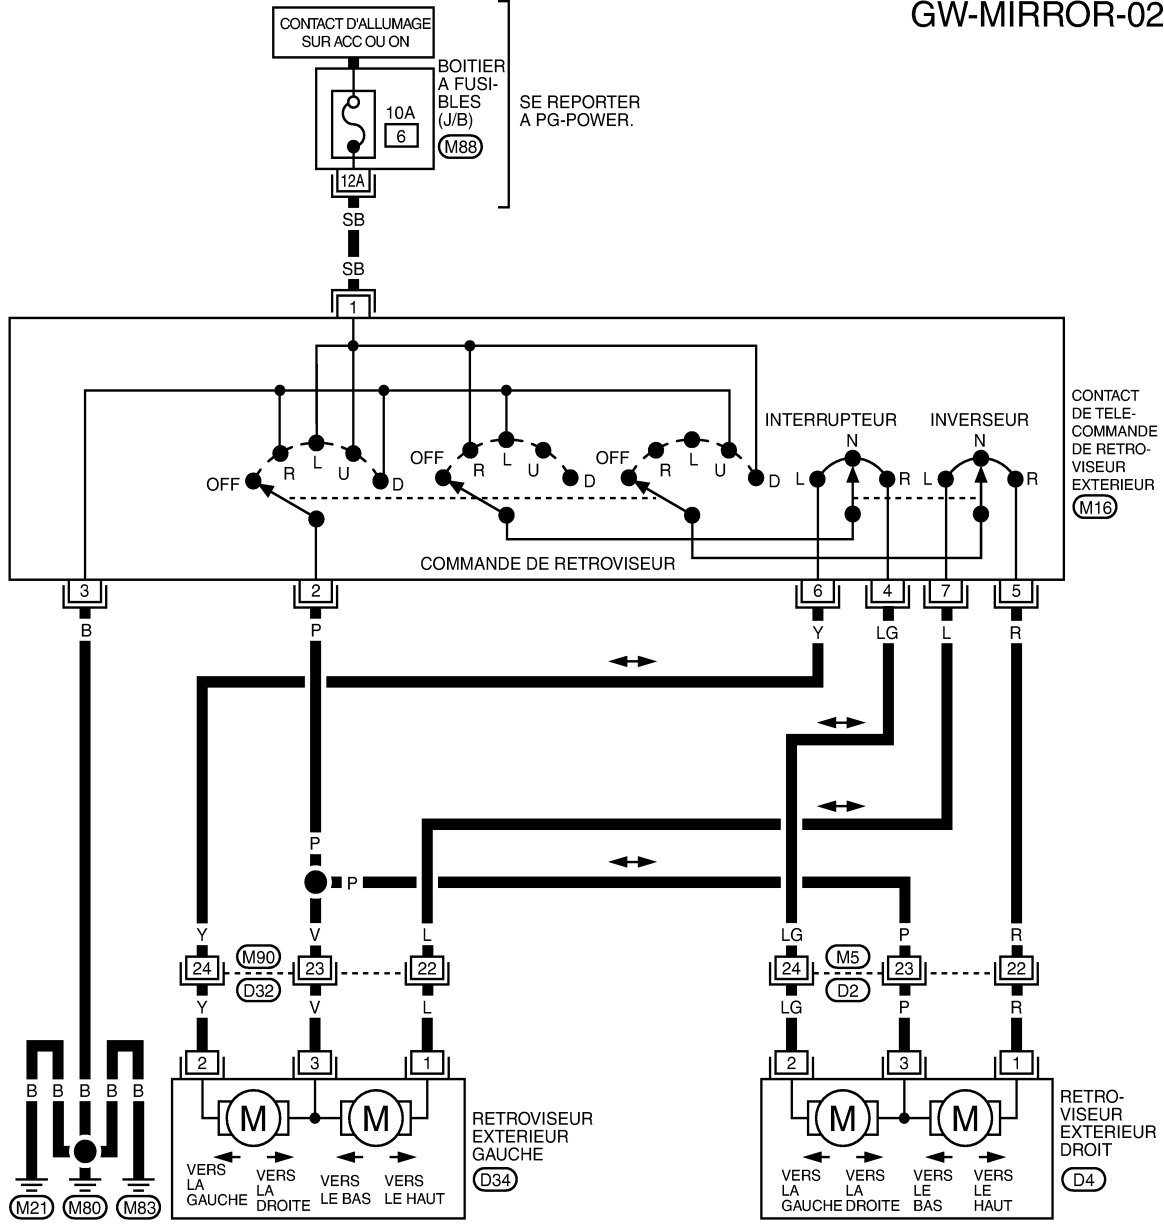 GW-MIRROR-02
CONTACT D'ALLUMAGE
SUR ACC OU ON
BOITIER
A FUSI-
BLES
(J/B)
M88
10A
6
12A
SE REPORTER
A PG-POWER.
SB
SB
1
CONTACT
DE TELE-
COMMANDE
DE RETRO-
VISEUR
EXTERIEUR
M16
INTERRUPTEUR
INVERSEUR
OFF R L U D
OFF R L U D
OFF R L U D
L N R
L N R
COMMANDE DE RETROVISEUR
3 2 6 4 7 5
B P Y LG L R
P
P
Y V L LG P R
24 M90 23 22 24 M5 23 22
D32 D2
Y V L LG P R
2 3 1 2 3 1
B B B B B
M M M M
RETROVISEUR
EXTERIEUR
GAUCHE
D34
RETRO-
VISEUR
EXTERIEUR
DROIT
D4
VERS
LA
GAUCHE
VERS
LA
DROITE
VERS
LE BAS
VERS
LE HAUT
VERS
LA
GAUCHE
VERS
LA
DROITE
VERS
LE
BAS
VERS
LE
HAUT
M21 M80 M83